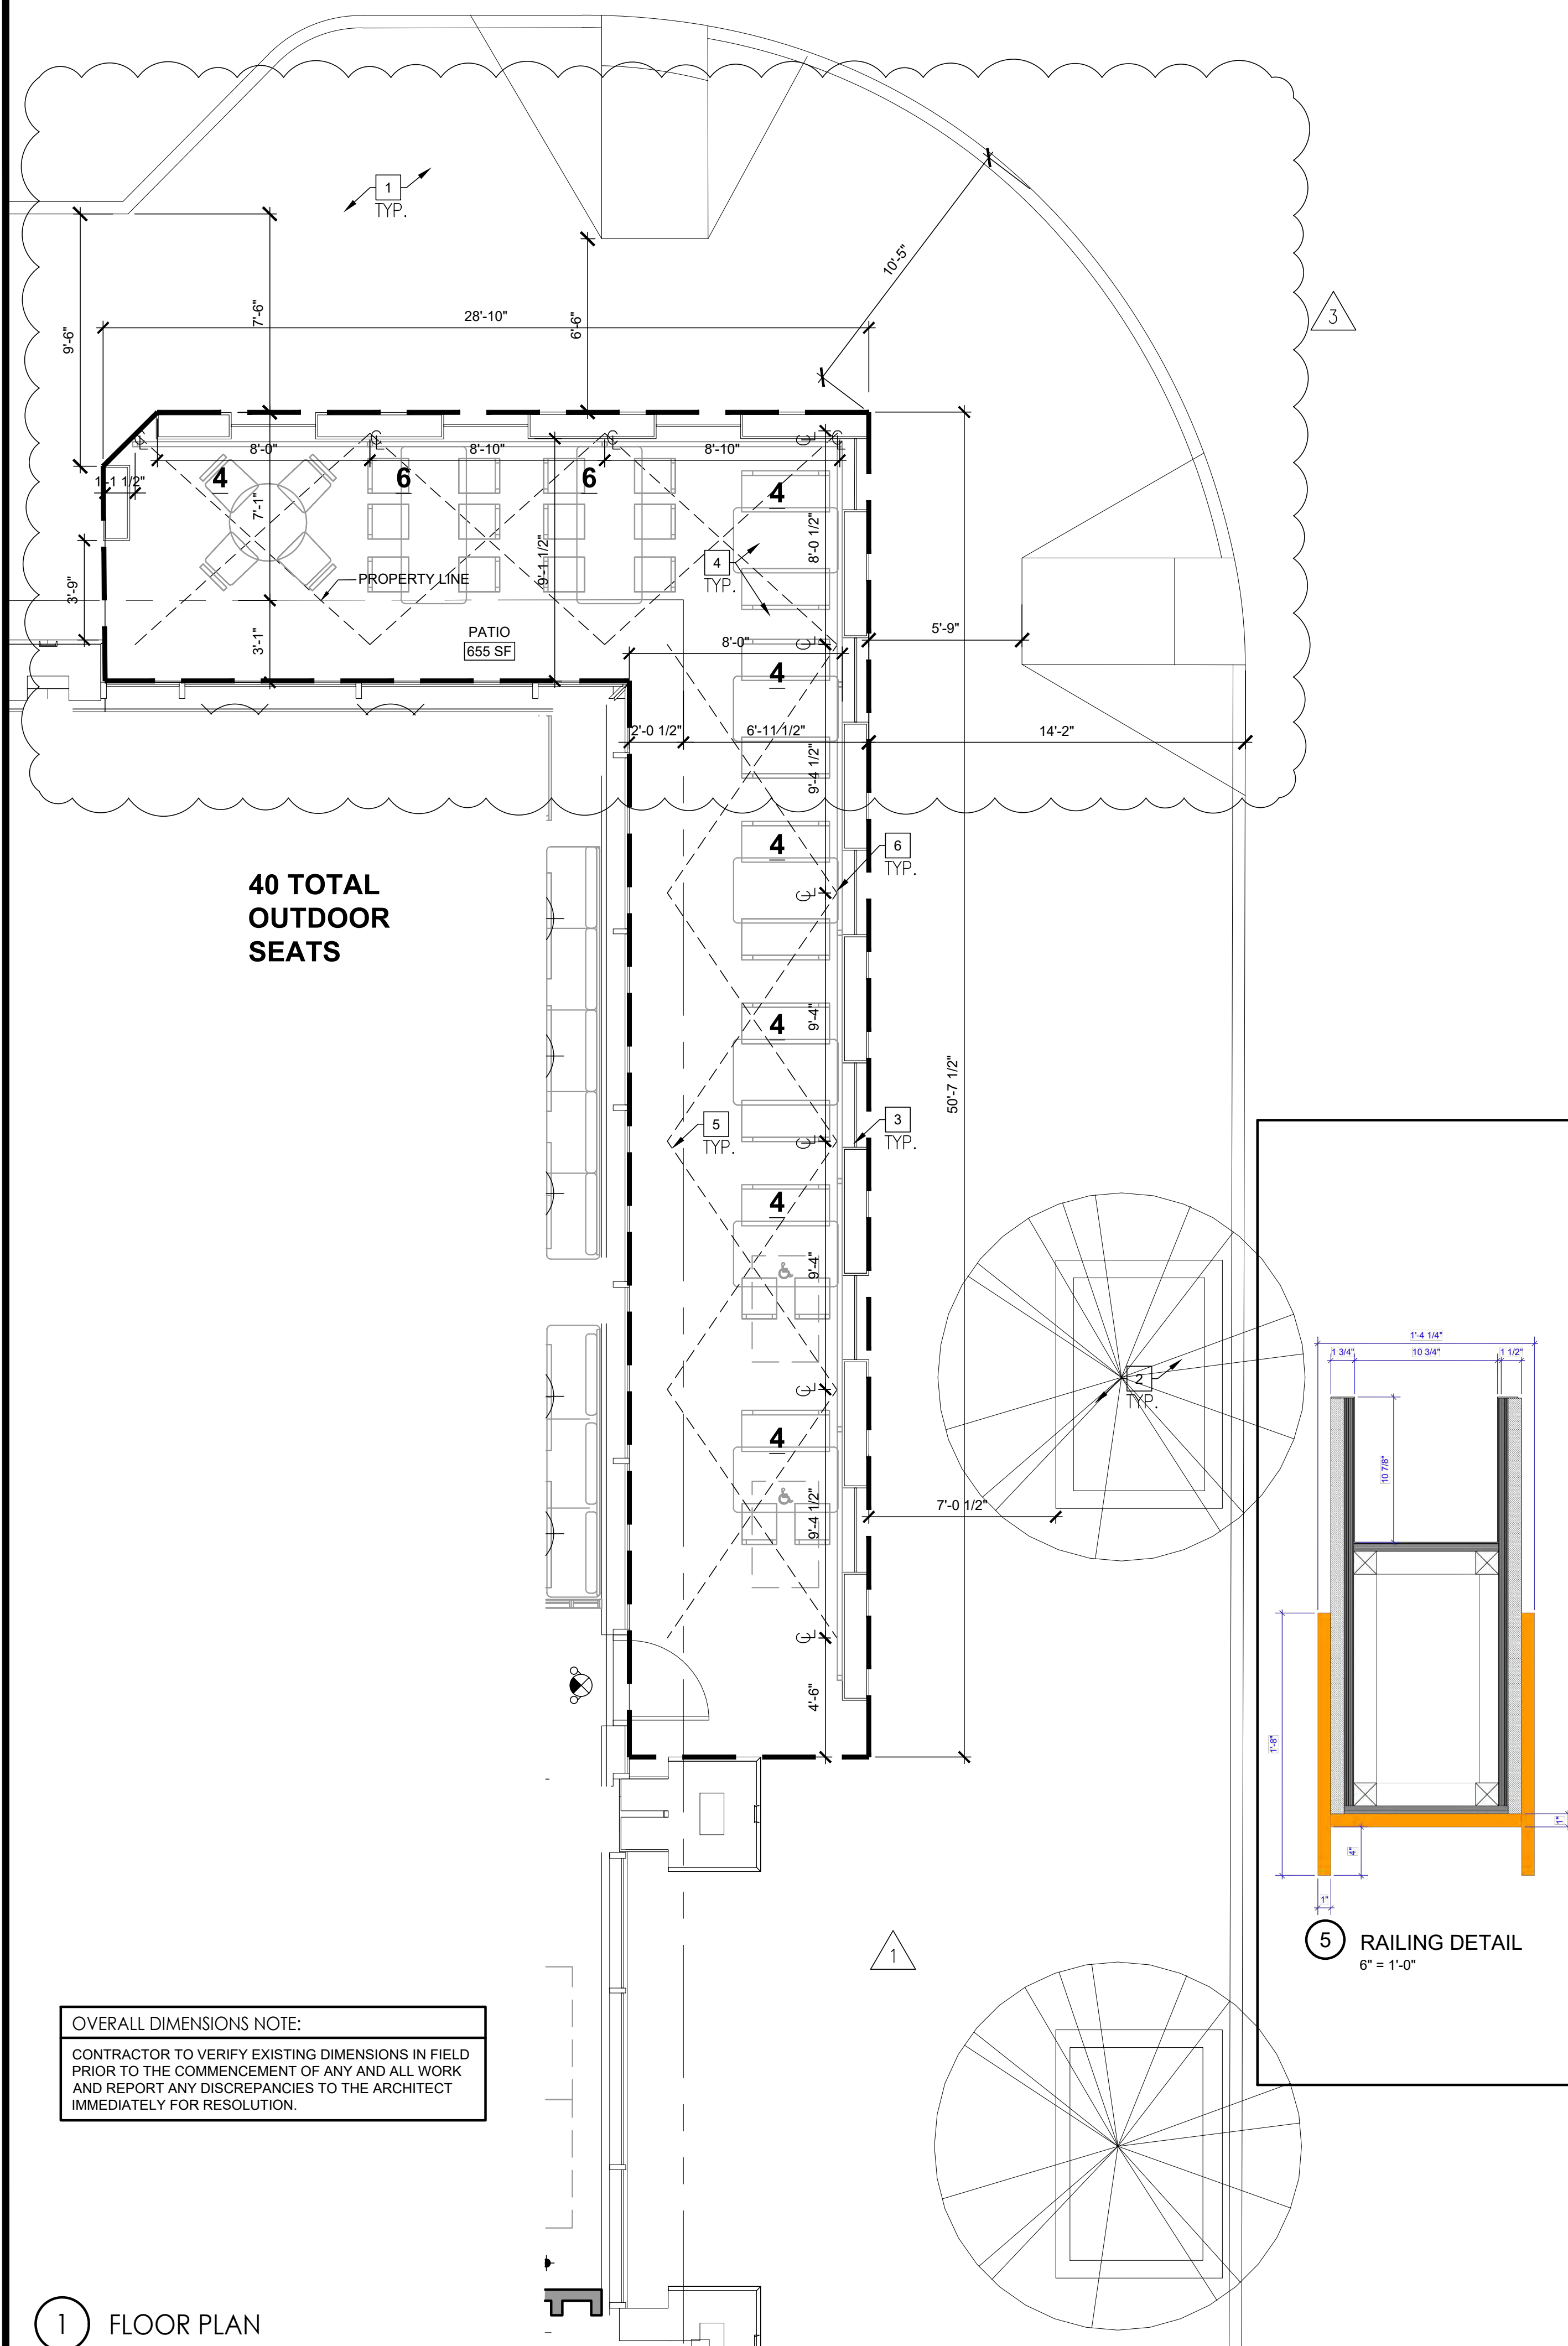 1
TYP.
10'-5"
7'-6"
28'-10"
6'-6"
9'-6"
3
8'-0"
8'-10"
8'-10"
1'-1 1/2"
4
6
6
4
7'-1"
8'-0 1/2"
9'-1 1/2"
4
TYP.
PROPERTY LINE
3'-9"
PATIO
655 SF
3'-1"
8'-0"
5'-9"
4
2'-0 1/2"
6'-11 1/2"
14'-2"
9'-4 1/2"
4
6
TYP.
40 TOTAL
OUTDOOR
SEATS
4
9'-4"
50'-7 1/2"
5
TYP.
3
TYP.
4
9'-4"
2
TYP.
4
9'-4 1/2"
7'-0 1/2"
4'-6"
1'-4 1/4"
1 3/4"
10 3/4"
1 1/2"
10 7/8"
1'-8"
1"
4"
1"
5
RAILING DETAIL
6" = 1'-0"
1
OVERALL DIMENSIONS NOTE:
CONTRACTOR TO VERIFY EXISTING DIMENSIONS IN FIELD
PRIOR TO THE COMMENCEMENT OF ANY AND ALL WORK
AND REPORT ANY DISCREPANCIES TO THE ARCHITECT
IMMEDIATELY FOR RESOLUTION.
1
FLOOR PLAN